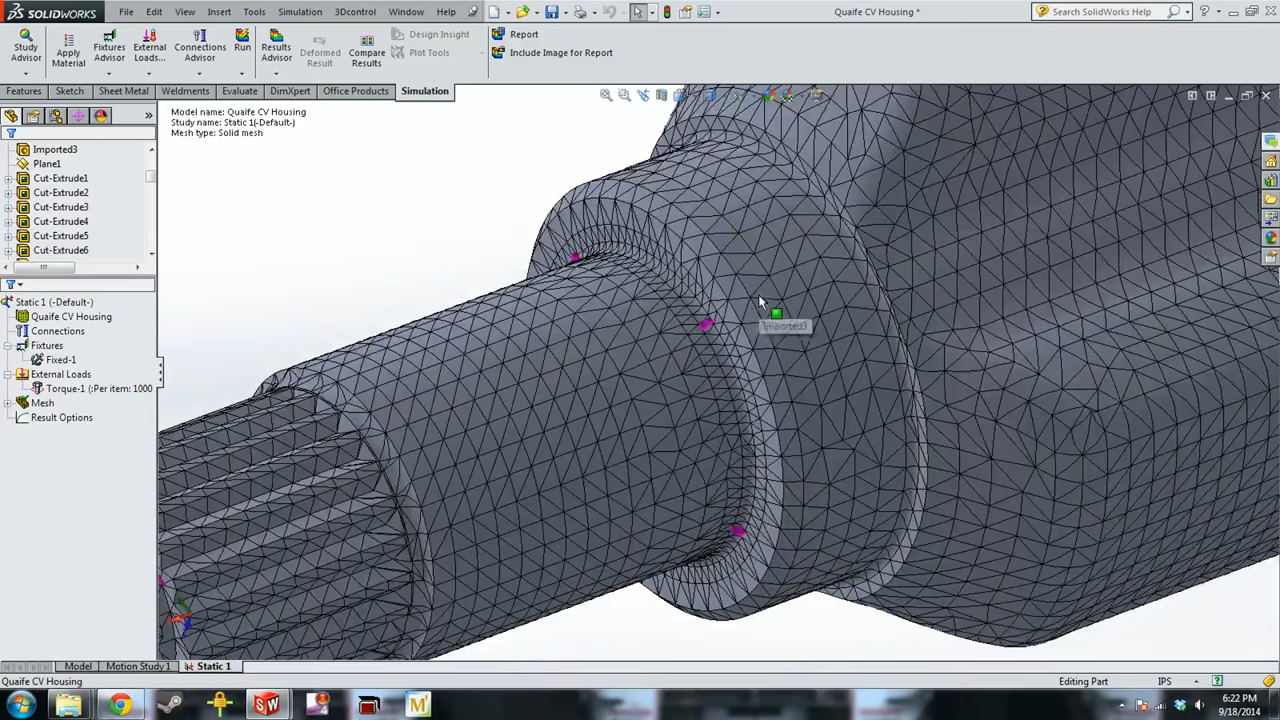 SOLIDWORKS
File Edit View Insert Tools Simulation 3Dcontrol Window Help
Quaife CV Housing *
Search SolidWorks Help
Study Advisor
Apply Material
Fixtures Advisor
External Loads...
Connections Advisor
Run
Results Advisor
Deformed Result
Compare Results
Design Insight
Plot Tools
Report
Include Image for Report
Features Sketch Sheet Metal Weldments Evaluate DimXpert Office Products Simulation
Model name: Quaife CV Housing
Study name: Static 1(-Default-)
Mesh type: Solid mesh
Imported3
Plane1
Cut-Extrude1
Cut-Extrude2
Cut-Extrude3
Cut-Extrude4
Cut-Extrude5
Cut-Extrude6
Static 1 (-Default-)
Quaife CV Housing
Connections
Fixtures
Fixed-1
External Loads
Torque-1 (:Per item: 1000
Mesh
Result Options
Imported3
Model Motion Study 1 Static 1
Quaife CV Housing
Editing Part
IPS
6:22 PM
9/18/2014